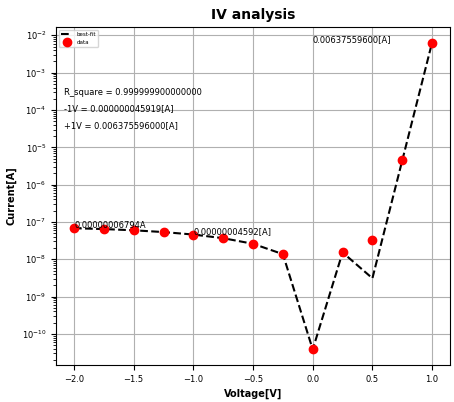 IV analysis
best-fit
data
0.00637559600[A]
R_square = 0.999999900000000
-1V = 0.000000045919[A]
+1V = 0.006375596000[A]
0.00000006794A
0.00000004592[A]
Current[A]
10⁻²
10⁻³
10⁻⁴
10⁻⁵
10⁻⁶
10⁻⁷
10⁻⁸
10⁻⁹
10⁻¹⁰
−2.0 −1.5 −1.0 −0.5 0.0 0.5 1.0
Voltage[V]